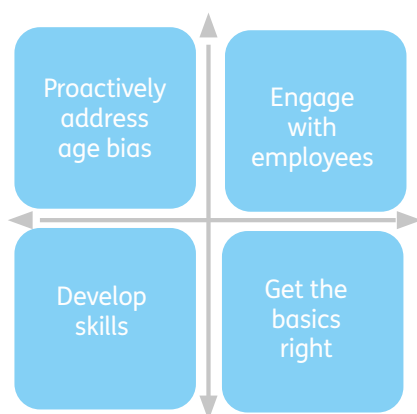 Proactively
address
age bias
Engage
with
employees
Develop
skills
Get the
basics
right